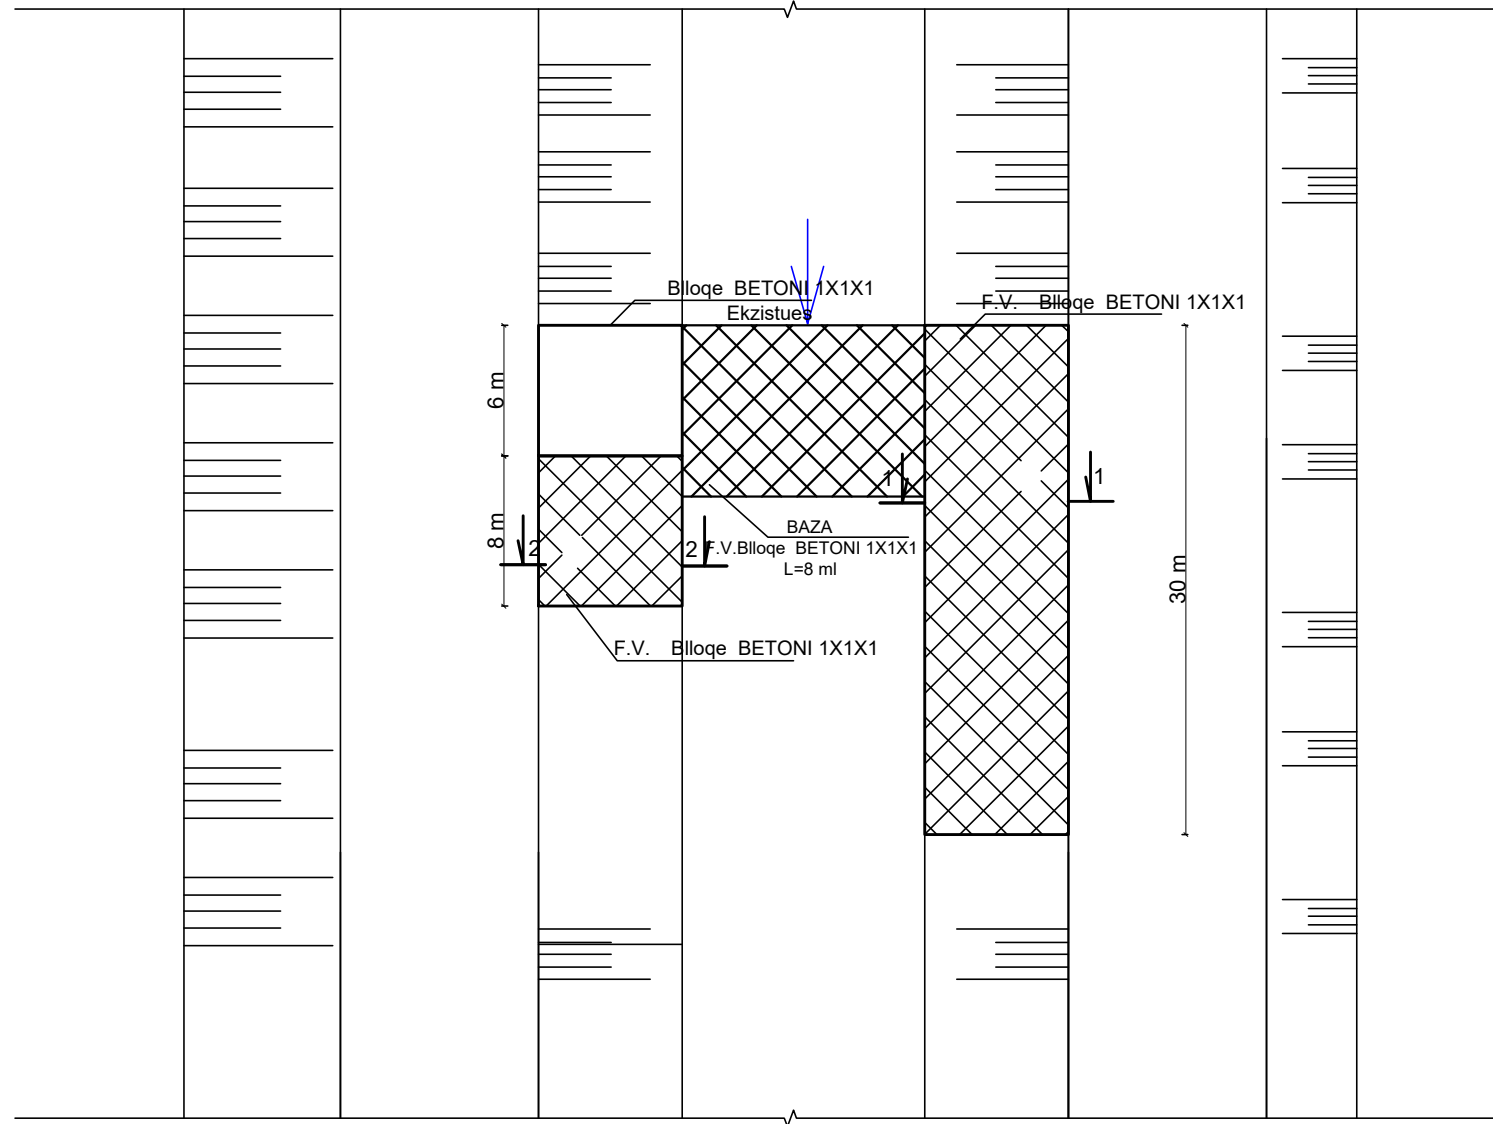 Blloqe BETONI 1X1X1
Ekzistues
F.V. Blloqe BETONI 1X1X1
6 m
8 m
30 m
1
1
2
2
BAZA
F.V.Blloqe BETONI 1X1X1
L=8 ml
F.V. Blloqe BETONI 1X1X1